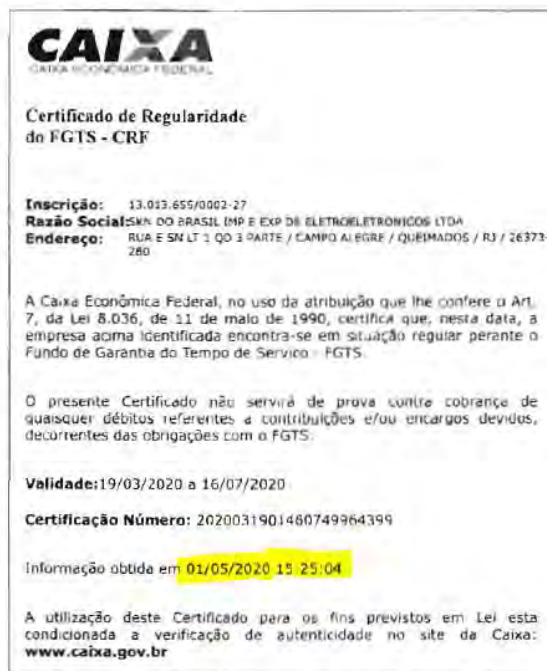 CAIXA
CAIXA ECONÔMICA FEDERAL
Certificado de Regularidade
do FGTS - CRF
Inscrição: 13.013.655/0002-27
Razão Social:SKN DO BRASIL IMP E EXP DE ELETROELETRONICOS LTDA
Endereço: RUA E SN LT 1 QD 3 PARTE / CAMPO ALEGRE / QUEIMADOS / RJ / 26373-
280
A Caixa Econômica Federal, no uso da atribuição que lhe confere o Art.
7, da Lei 8.036, de 11 de maio de 1990, certifica que, nesta data, a
empresa acima identificada encontra-se em situação regular perante o
Fundo de Garantia do Tempo de Servico - FGTS.
O presente Certificado não servirá de prova contra cobrança de
quaisquer débitos referentes a contribuições e/ou encargos devidos,
decorrentes das obrigações com o FGTS.
Validade:19/03/2020 a 16/07/2020
Certificação Número: 2020031901460749964399
Informação obtida em 01/05/2020 15:25:04
A utilização deste Certificado para os fins previstos em Lei esta
condicionada a verificação de autenticidade no site da Caixa:
www.caixa.gov.br